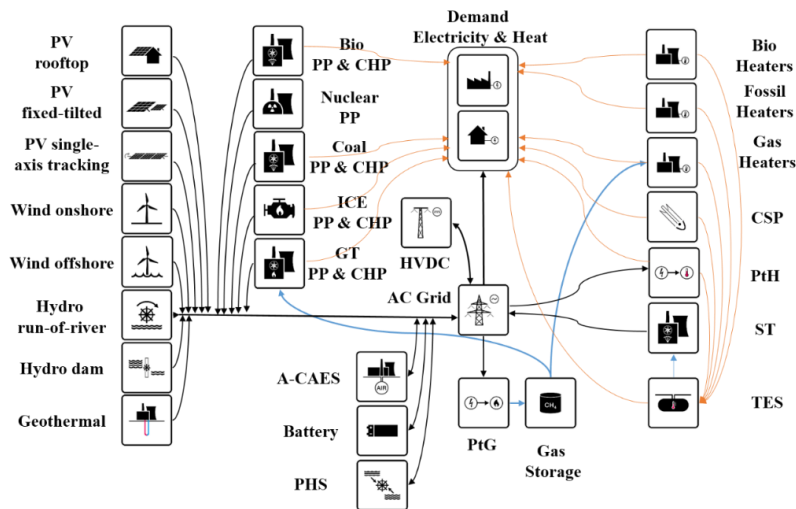 Demand
Electricity & Heat
PV
rooftop
PV
fixed-tilted
PV single-
axis tracking
Wind onshore
Wind offshore
Hydro
run-of-river
Hydro dam
Geothermal
Bio
PP & CHP
Nuclear
PP
Coal
PP & CHP
ICE
PP & CHP
GT
PP & CHP
HVDC
AC Grid
A-CAES
AIR
Battery
PHS
PtG
CH4
Gas
Storage
Bio
Heaters
Fossil
Heaters
Gas
Heaters
CSP
PtH
ST
TES